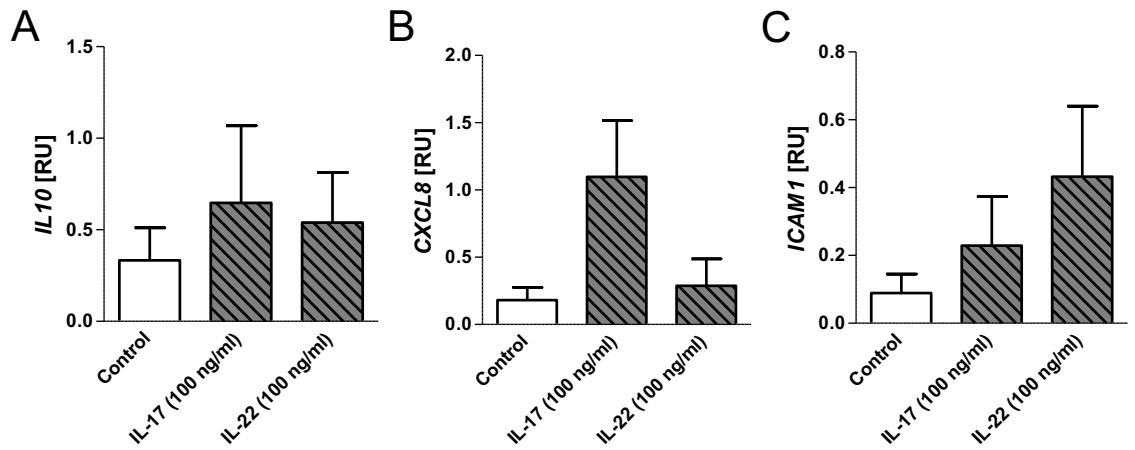 A
IL10 [RU]
1.5
1.0
0.5
0.0
Control
IL-17 (100 ng/ml)
IL-22 (100 ng/ml)
B
CXCL8 [RU]
2.0
1.5
1.0
0.5
0.0
Control
IL-17 (100 ng/ml)
IL-22 (100 ng/ml)
C
ICAM1 [RU]
0.8
0.6
0.4
0.2
0.0
Control
IL-17 (100 ng/ml)
IL-22 (100 ng/ml)